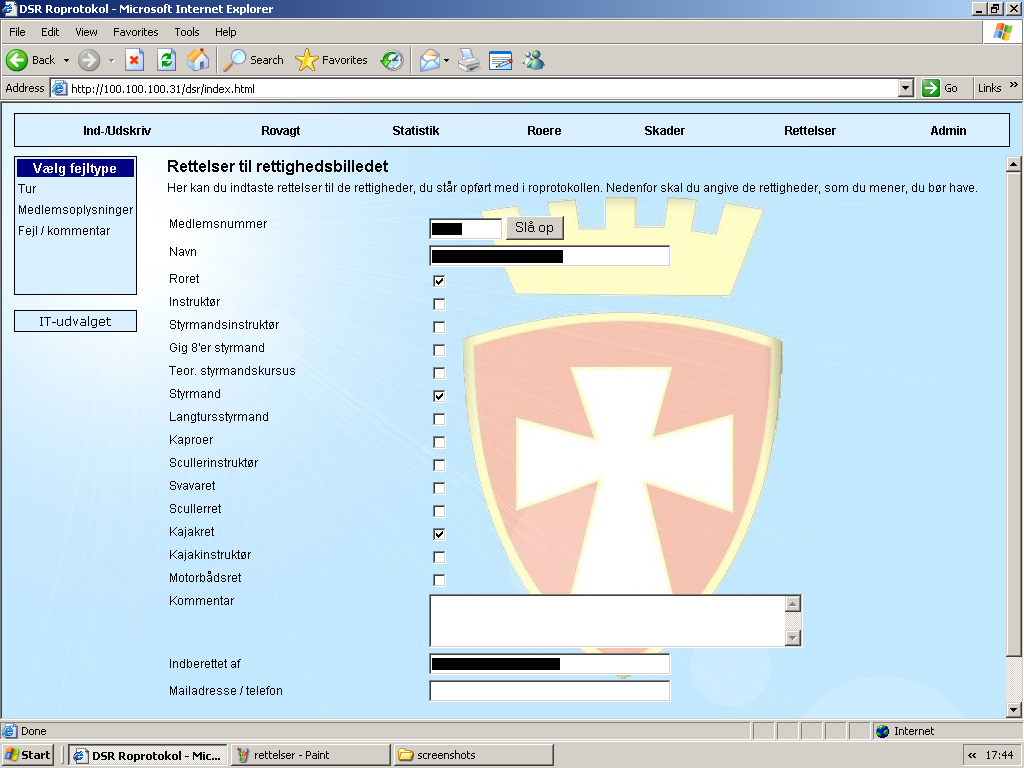 DSR Roprotokol - Microsoft Internet Explorer
File Edit View Favorites Tools Help
Back Search Favorites
Address http://100.100.100.31/dsr/index.html Go Links »
Ind-/Udskriv Rovagt Statistik Roere Skader Rettelser Admin
Vælg fejltype
Tur
Medlemsoplysninger
Fejl / kommentar
IT-udvalget
Rettelser til rettighedsbilledet
Her kan du indtaste rettelser til de rettigheder, du står opført med i roprotokollen. Nedenfor skal du angive de rettigheder, som du mener, du bør have.
Medlemsnummer Slå op
Navn
Roret
Instruktør
Styrmandsinstruktør
Gig 8'er styrmand
Teor. styrmandskursus
Styrmand
Langtursstyrmand
Kaproer
Scullerinstruktør
Svavaret
Scullerret
Kajakret
Kajakinstruktør
Motorbådsret
Kommentar
Indberettet af
Mailadresse / telefon
Done Internet
Start DSR Roprotokol - Mic... rettelser - Paint screenshots « 17:44